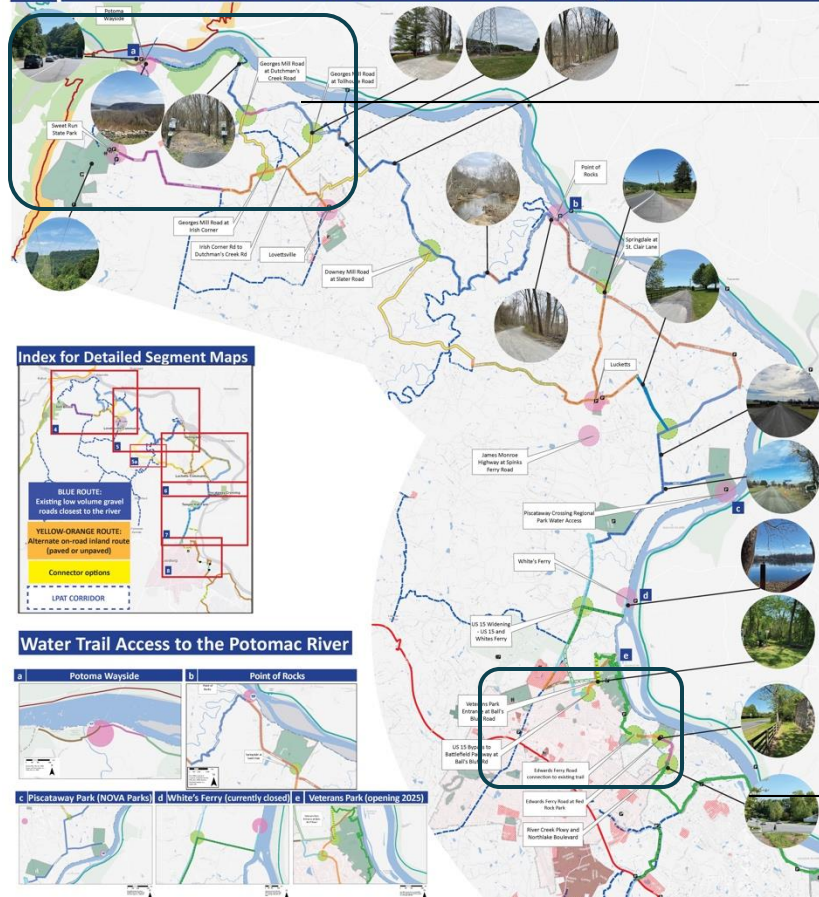 Potoma
Wayside
a
Georges Mill Road
at Dutchman's
Creek Road
Georges Mill Road
at Tollhouse Road
Sweet Run
State Park
Georges Mill Road at
Irish Corner
Irish Corner Rd to
Dutchman's Creek Rd
Lovettsville
Point of
Rocks
b
Springdale at
St. Clair Lane
Downey Mill Road
at Slater Road
Lucketts
James Monroe
Highway at Spinks
Ferry Road
Piscataway Crossing Regional
Park Water Access
c
White's Ferry
d
US 15 Widening
- US 15 and
Whites Ferry
e
Veterans Park
Entrance at Ball's
Bluff Road
US 15 Bypass to
Battlefield Parkway at
Ball's Bluff Rd
Edwards Ferry Road
connection to existing trail
Edwards Ferry Road at Red
Rock Park
River Creek Pkwy and
Northlake Boulevard
Index for Detailed Segment Maps
4
5
5a
6
7
8
BLUE ROUTE:
Existing low volume gravel
roads closest to the river
YELLOW-ORANGE ROUTE:
Alternate on-road inland route
(paved or unpaved)
Connector options
LPAT CORRIDOR
Water Trail Access to the Potomac River
a Potoma Wayside
b Point of Rocks
c Piscataway Park (NOVA Parks)
d White's Ferry (currently closed)
e Veterans Park (opening 2025)